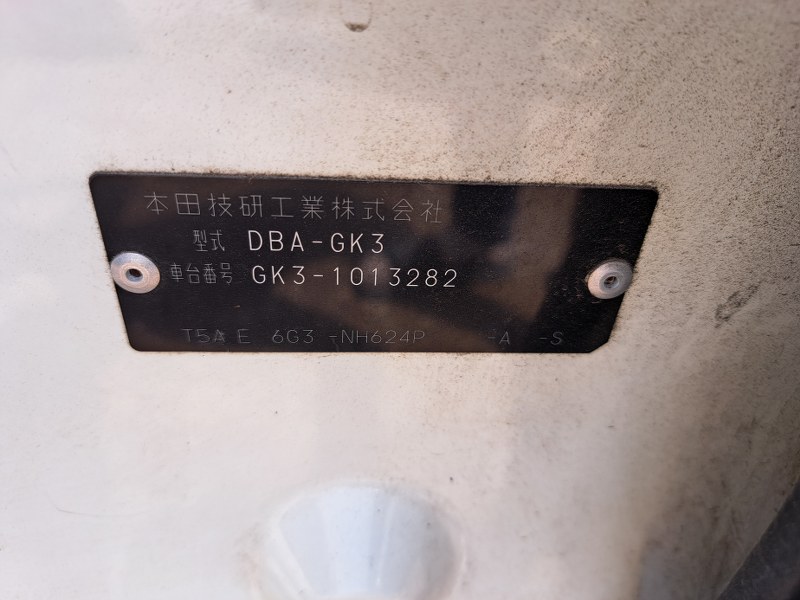 本田技研工業株式会社
型式 DBA-GK3
車台番号 GK3-1013282
T5A E 6G3 -NH624P -A -S